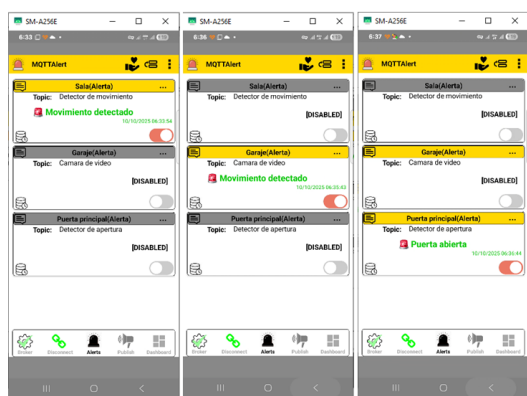 SM-A256E
6:33
MQTTAlert
Sala(Alerta) ...
Topic: Detector de movimiento
Movimiento detectado
10/10/2025 06:33:54
Garaje(Alerta) ...
Topic: Camara de video
[DISABLED]
Puerta principal(Alerta) ...
Topic: Detector de apertura
[DISABLED]
Broker Disconnect Alerts Publish Dashboard
SM-A256E
6:36
MQTTAlert
Sala(Alerta) ...
Topic: Detector de movimiento
[DISABLED]
Garaje(Alerta) ...
Topic: Camara de video
Movimiento detectado
10/10/2025 06:35:43
Puerta principal(Alerta) ...
Topic: Detector de apertura
[DISABLED]
Broker Disconnect Alerts Publish Dashboard
SM-A256E
6:37
MQTTAlert
Sala(Alerta) ...
Topic: Detector de movimiento
[DISABLED]
Garaje(Alerta) ...
Topic: Camara de video
[DISABLED]
Puerta principal(Alerta) ...
Topic: Detector de apertura
Puerta abierta
10/10/2025 06:36:44
Broker Disconnect Alerts Publish Dashboard